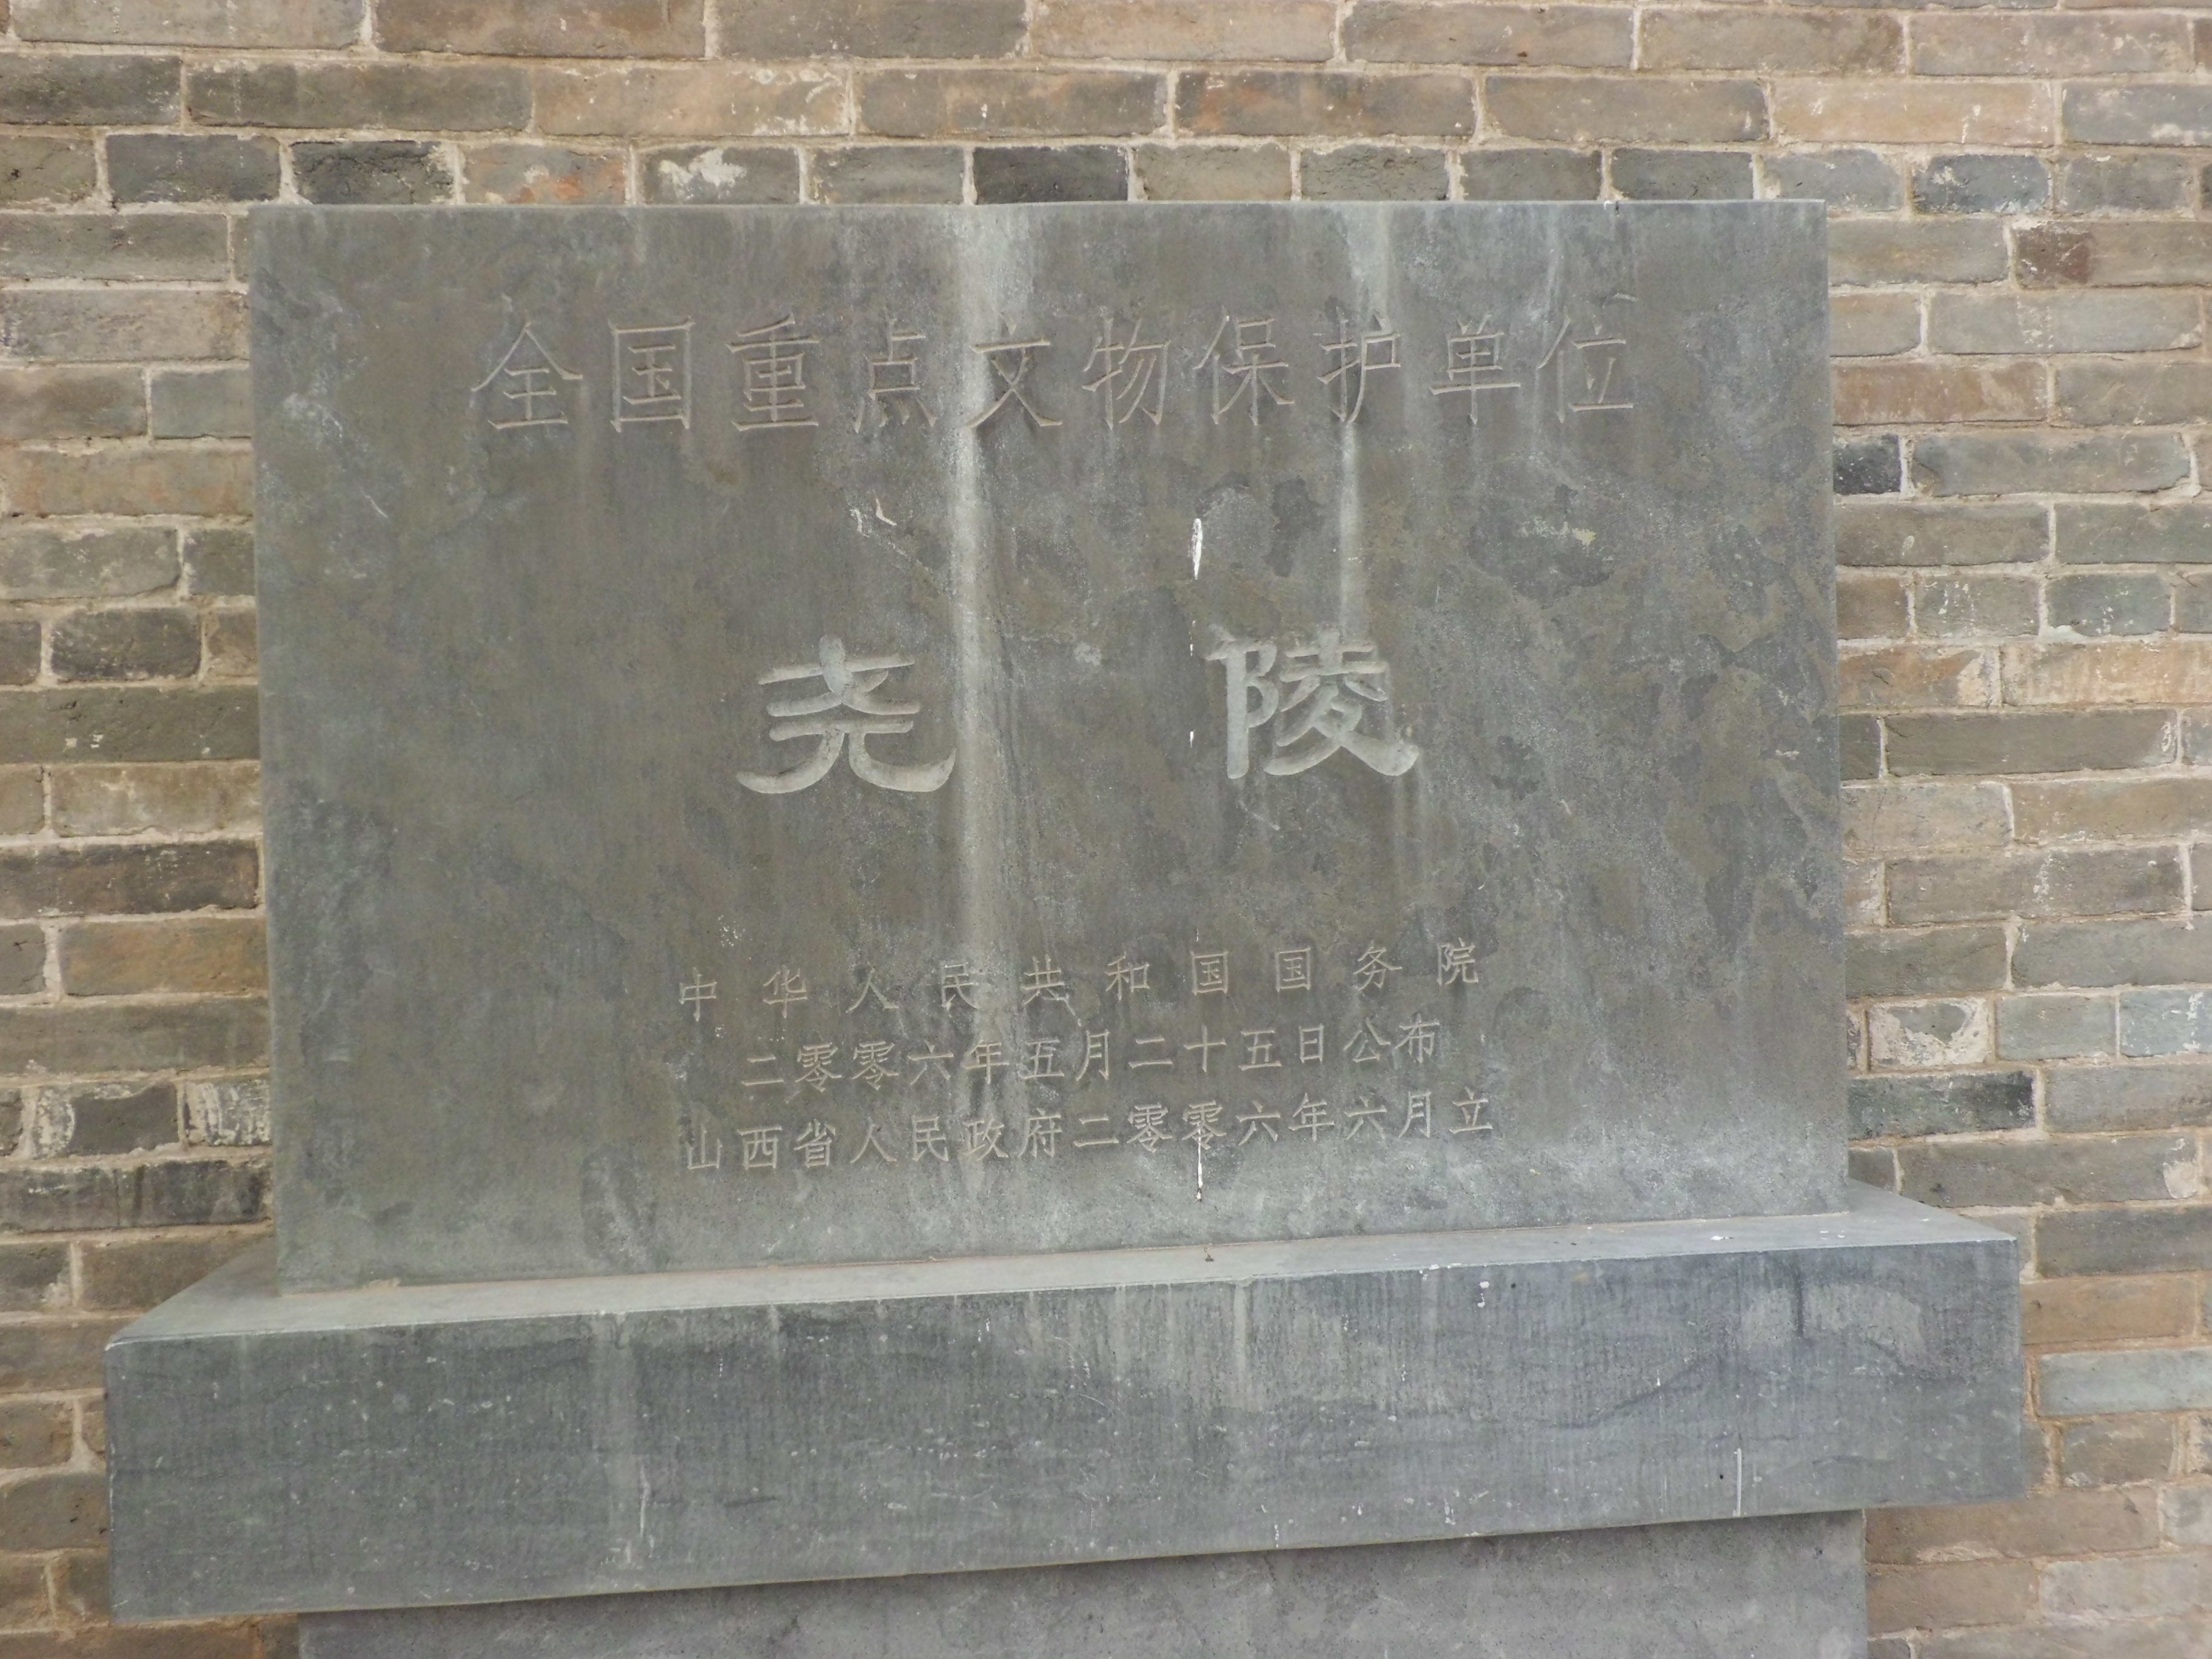 全国重点文物保护单位
尧陵
中华人民共和国国务院
二零零六年五月二十五日公布
山西省人民政府二零零六年六月立